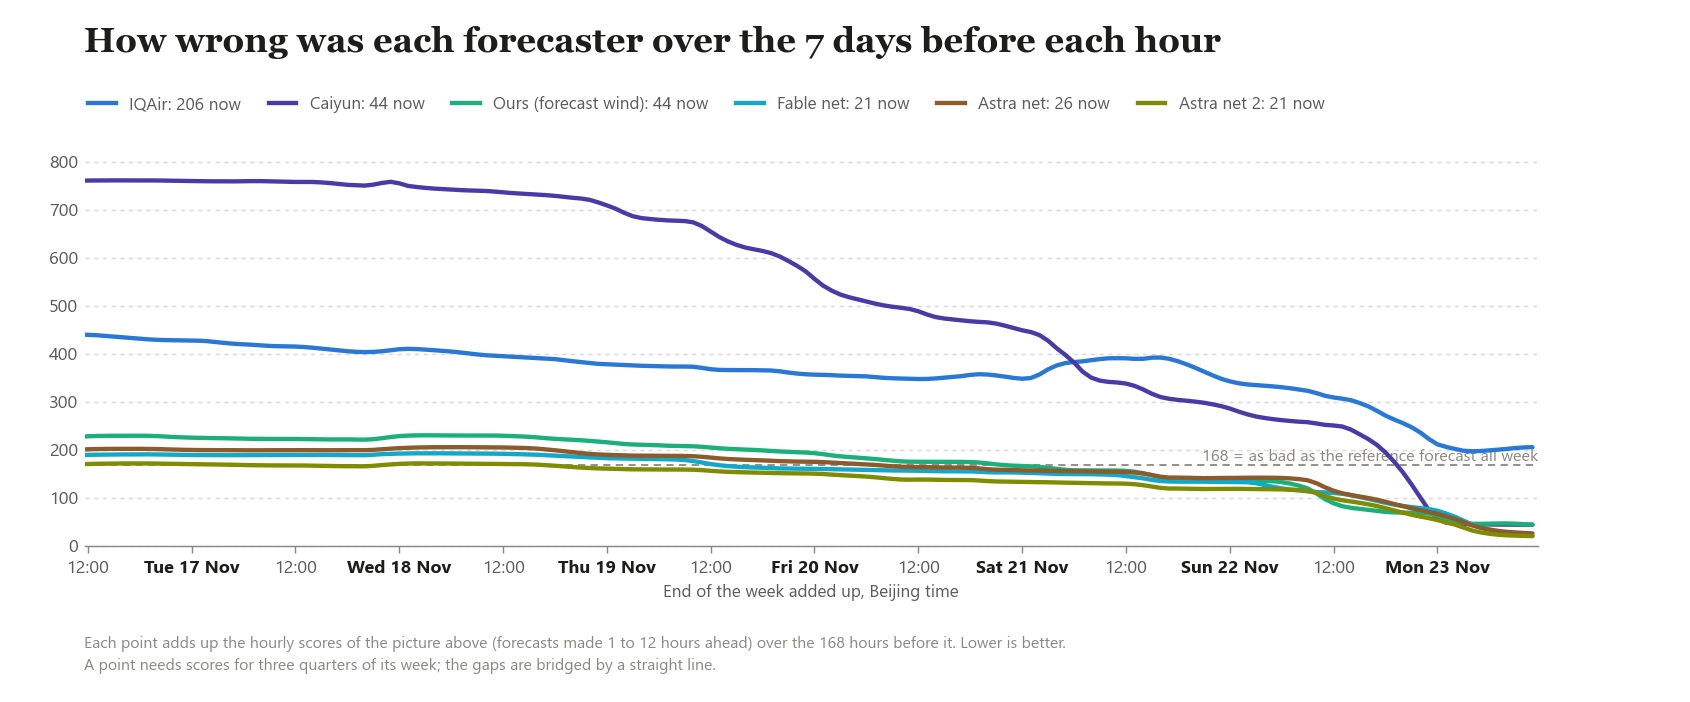 How wrong was each forecaster over the 7 days before each hour
IQAir: 206 now Caiyun: 44 now Ours (forecast wind): 44 now Fable net: 21 now Astra net: 26 now Astra net 2: 21 now
800
700
600
500
400
300
200
168 = as bad as the reference forecast all week
100
0
12:00 Tue 17 Nov 12:00 Wed 18 Nov 12:00 Thu 19 Nov 12:00 Fri 20 Nov 12:00 Sat 21 Nov 12:00 Sun 22 Nov 12:00 Mon 23 Nov
End of the week added up, Beijing time
Each point adds up the hourly scores of the picture above (forecasts made 1 to 12 hours ahead) over the 168 hours before it. Lower is better.
A point needs scores for three quarters of its week; the gaps are bridged by a straight line.